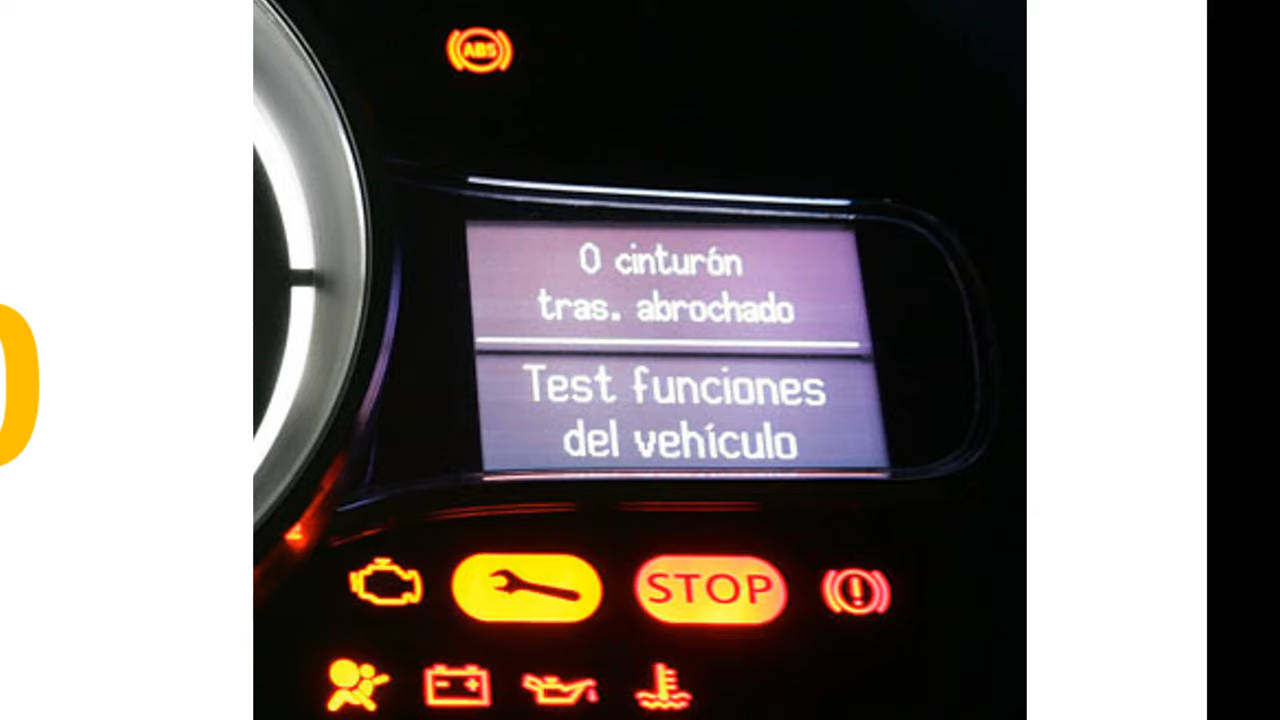 ABS
0 cinturón
tras. abrochado
Test funciones
del vehículo
STOP